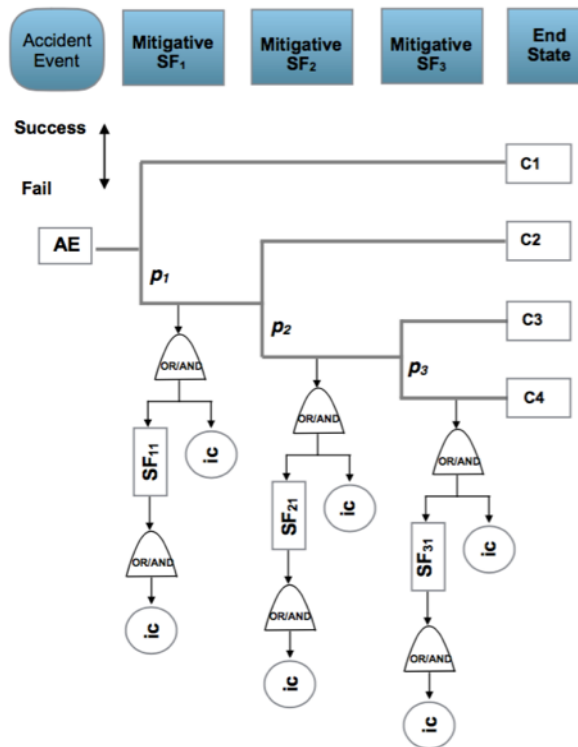 Accident
Event
Mitigative
SF1
Mitigative
SF2
Mitigative
SF3
End
State
Success
Fail
AE
C1
C2
C3
C4
p1
p2
p3
OR/AND
SF11
ic
OR/AND
ic
OR/AND
SF21
ic
OR/AND
ic
OR/AND
SF31
ic
OR/AND
ic